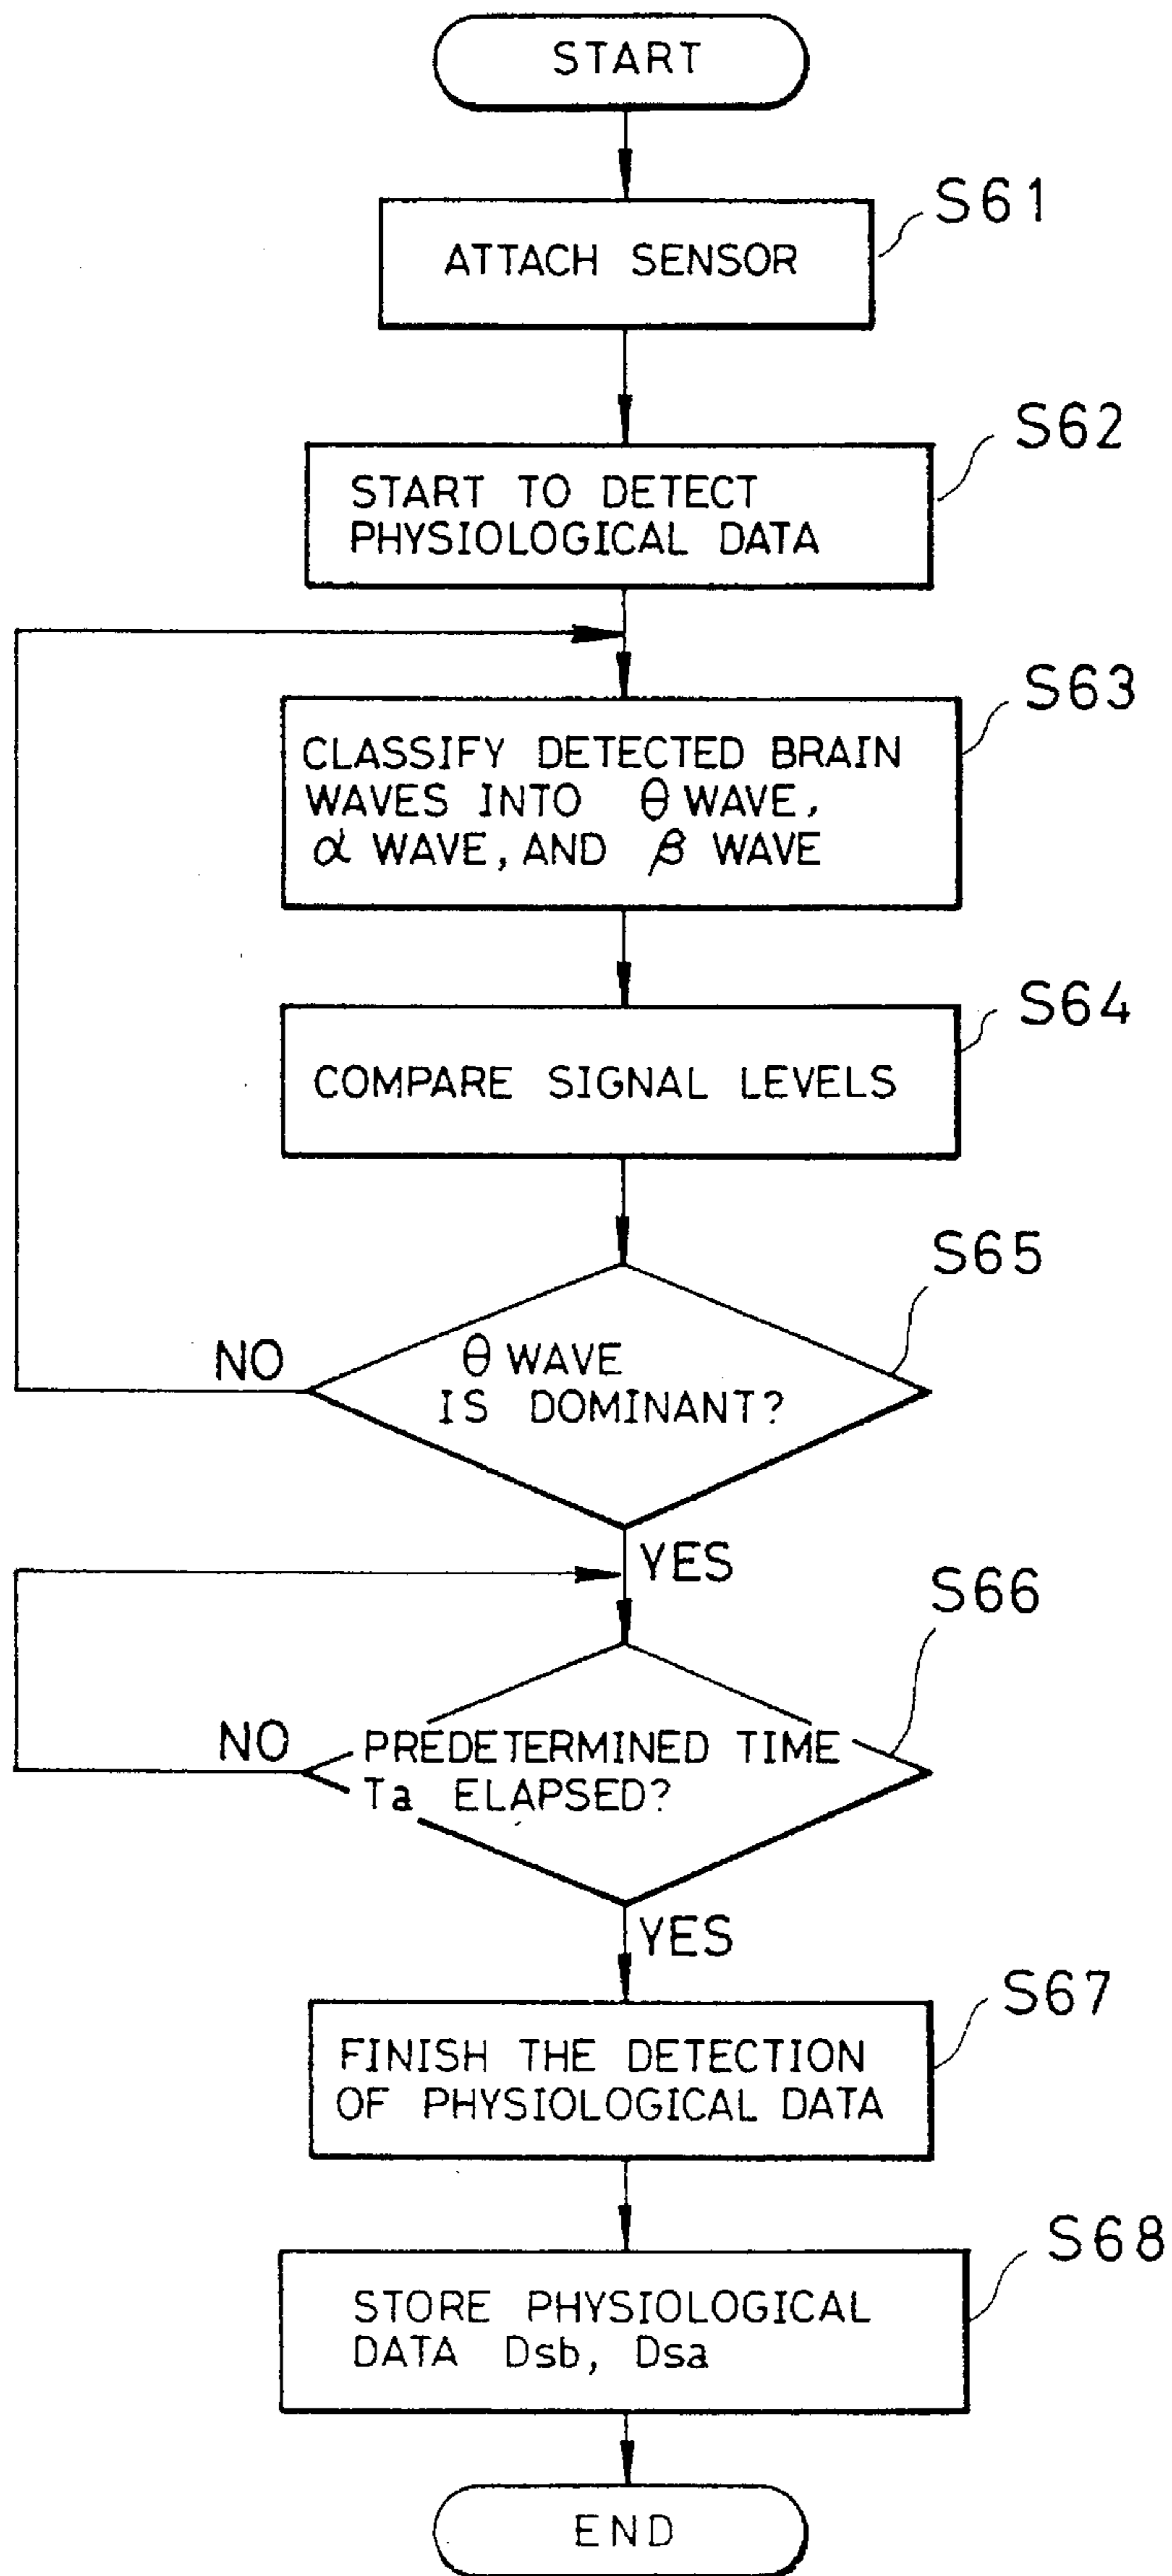 START
S61
ATTACH SENSOR
S62
START TO DETECT
PHYSIOLOGICAL DATA
S63
CLASSIFY DETECTED BRAIN
WAVES INTO θ WAVE,
α WAVE, AND β WAVE
S64
COMPARE SIGNAL LEVELS
S65
NO
θ WAVE
IS DOMINANT?
YES
S66
NO
PREDETERMINED TIME
Ta ELAPSED?
YES
S67
FINISH THE DETECTION
OF PHYSIOLOGICAL DATA
S68
STORE PHYSIOLOGICAL
DATA Dsb, Dsa
END